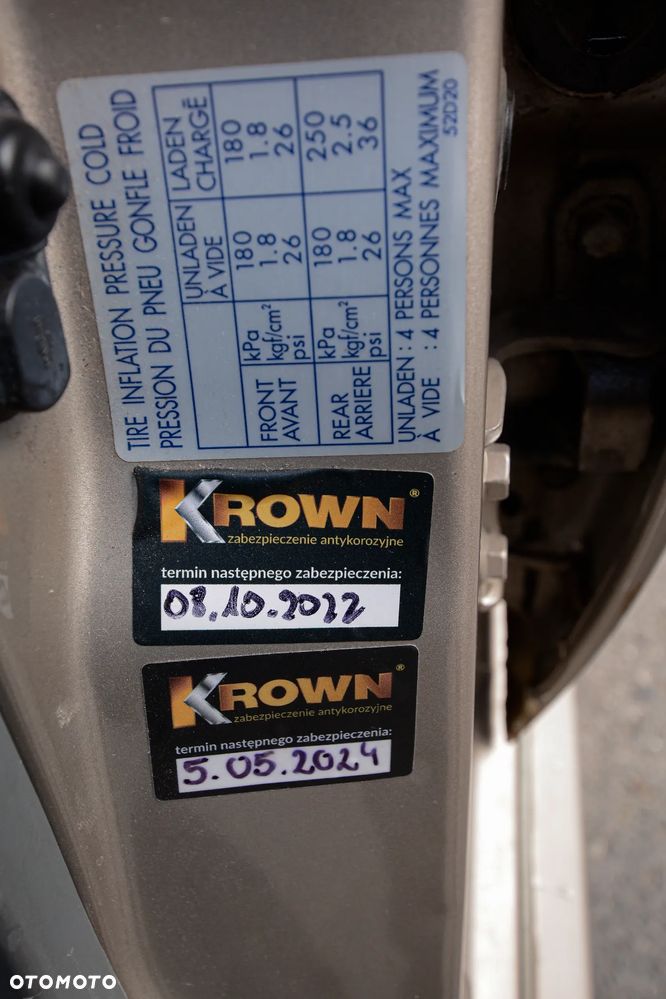 TIRE INFLATION PRESSURE COLD
PRESSION DU PNEU GONFLE FROID
UNLADEN LADEN
À VIDE CHARGÉ
FRONT kPa 180 180
AVANT kgf/cm² 1.8 1.8
psi 26 26
REAR kPa 180 250
ARRIERE kgf/cm² 1.8 2.5
psi 26 36
UNLADEN : 4 PERSONS MAX
À VIDE : 4 PERSONNES MAXIMUM
52D20
KROWN®
zabezpieczenie antykorozyjne
termin następnego zabezpieczenia:
08.10.2022
KROWN®
zabezpieczenie antykorozyjne
termin następnego zabezpieczenia:
5.05.2024
OTOMOTO